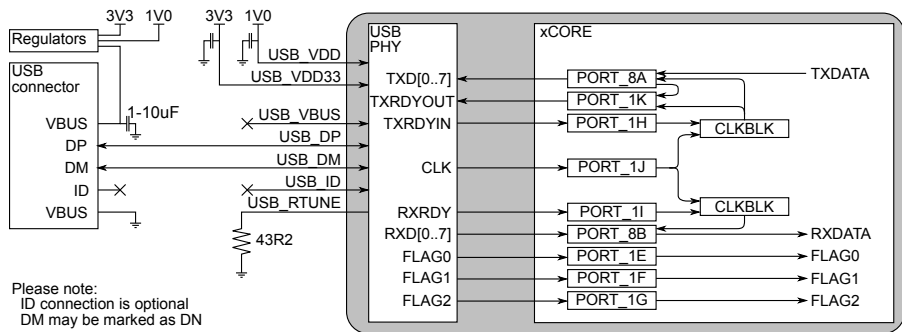 3V3 1V0
Regulators
USB
connector
1-10uF
VBUS
DP
DM
ID
VBUS
3V3 1V0
USB_VDD
USB_VDD33
USB_VBUS
USB_DP
USB_DM
USB_ID
USB_RTUNE
43R2
Please note:
ID connection is optional
DM may be marked as DN
USB
PHY
TXD[0..7]
TXRDYOUT
TXRDYIN
CLK
RXRDY
RXD[0..7]
FLAG0
FLAG1
FLAG2
xCORE
PORT_8A
PORT_1K
PORT_1H
PORT_1J
PORT_1I
PORT_8B
PORT_1E
PORT_1F
PORT_1G
CLKBLK
CLKBLK
TXDATA
RXDATA
FLAG0
FLAG1
FLAG2